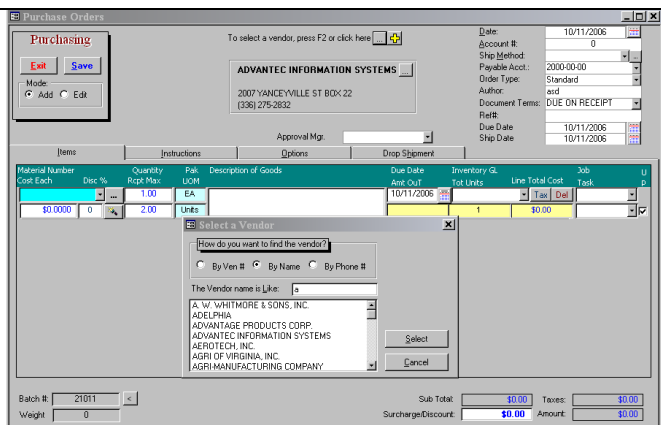 Purchase Orders
Purchasing
Exit Save
Mode:
Add Edit
To select a vendor, press F2 or click here ...
ADVANTEC INFORMATION SYSTEMS ...
2007 YANCEYVILLE ST BOX 22
(336) 275-2832
Approval Mgr.
Date: 10/11/2006
Account #: 0
Ship Method:
Payable Acct.: 2000-00-00
Order Type: Standard
Author: asd
Document Terms: DUE ON RECEIPT
Ref#:
Due Date 10/11/2006
Ship Date 10/11/2006
Items Instructions Options Drop Shipment
Material Number Quantity Pak Description of Goods Due Date Inventory GL Job U
Cost Each Disc % Rcpt Max UOM Amt OuT Tot Units Line Total Cost Task P
... 1.00 EA 10/11/2006 Tax Del
$0.0000 0 2.00 Units 1 $0.00
Select a Vendor
How do you want to find the vendor?
By Ven # By Name By Phone #
The Vendor name is Like: a
A. W. WHITMORE & SONS, INC.
ADELPHIA
ADVANTAGE PRODUCTS CORP.
ADVANTEC INFORMATION SYSTEMS
AEROTECH, INC.
AGRI OF VIRGINIA, INC.
AGRI-MANUFACTURING COMPANY
Select
Cancel
Batch #: 21011 <
Weight 0
Sub Total: $0.00 Taxes: $0.00
Surcharge/Discount: $0.00 Amount: $0.00